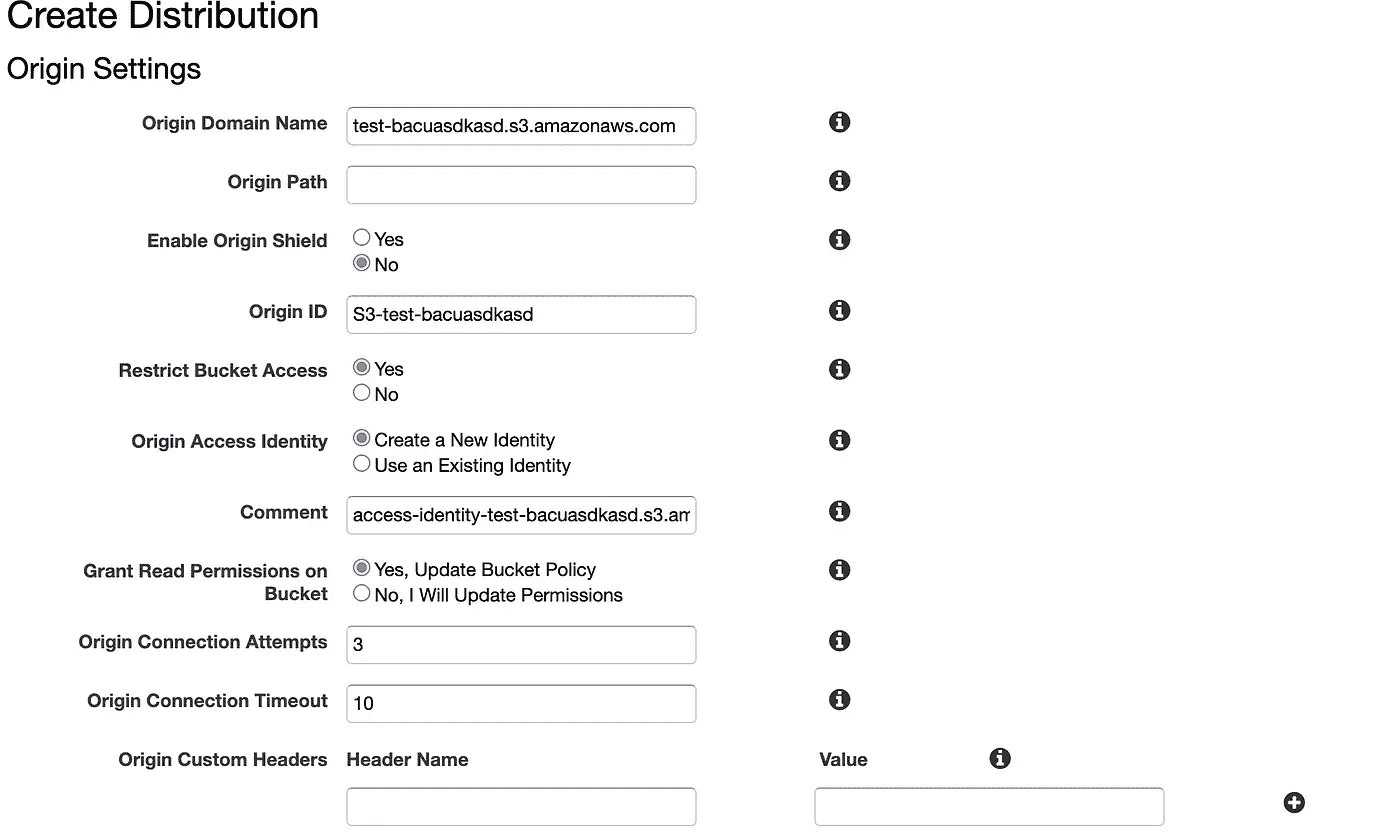 Create Distribution
Origin Settings
Origin Domain Name test-bacuasdkasd.s3.amazonaws.com
Origin Path
Enable Origin Shield Yes
No
Origin ID S3-test-bacuasdkasd
Restrict Bucket Access Yes
No
Origin Access Identity Create a New Identity
Use an Existing Identity
Comment access-identity-test-bacuasdkasd.s3.am
Grant Read Permissions on Yes, Update Bucket Policy
Bucket No, I Will Update Permissions
Origin Connection Attempts 3
Origin Connection Timeout 10
Origin Custom Headers Header Name Value